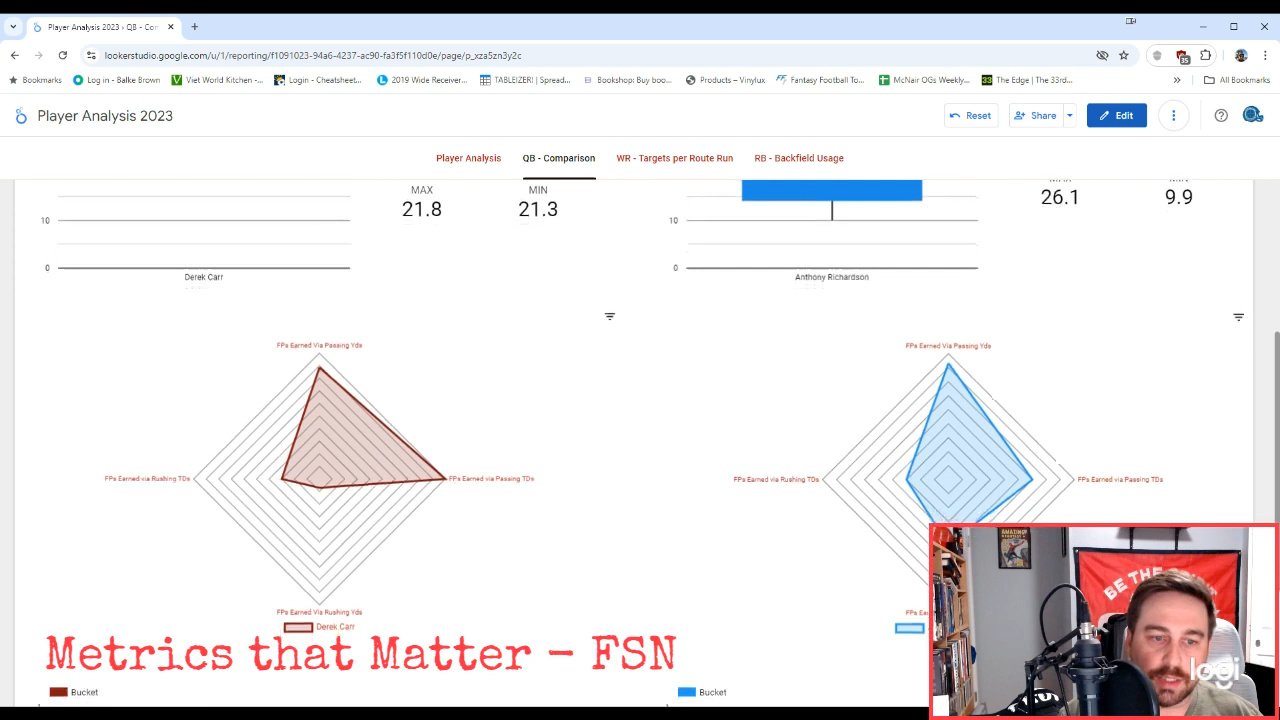 Player Analysis 2023 › QB - Com
lookerstudio.google.com/u/1/reporting/f1091023-94a6-4237-ac90-fa3f5f110d0e/page/p_xza5zn3y2c
Bookmarks Log in - Balke Brown Viet World Kitchen -... Login - Cheatsheet... 2019 Wide Receiver... TABLEIZER! | Spread... Bookshop: Buy boo... Products – Vinylux Fantasy Football To... McNair OGs Weekly... The Edge | The 33rd... All Bookmarks
Player Analysis 2023 Reset Share Edit
Player Analysis QB - Comparison WR - Targets per Route Run RB - Backfield Usage
MAX MIN
21.8 21.3 26.1 9.9
10 10
0 0
Derek Carr Anthony Richardson
FPs Earned Via Passing Yds FPs Earned Via Passing Yds
FPs Earned via Rushing TDs FPs Earned via Passing TDs FPs Earned via Rushing TDs FPs Earned via Passing TDs
AMAZING
BE THE
FPs Earned Via Rushing Yds
Derek Carr
Metrics that Matter - FSN
logi
Bucket Bucket